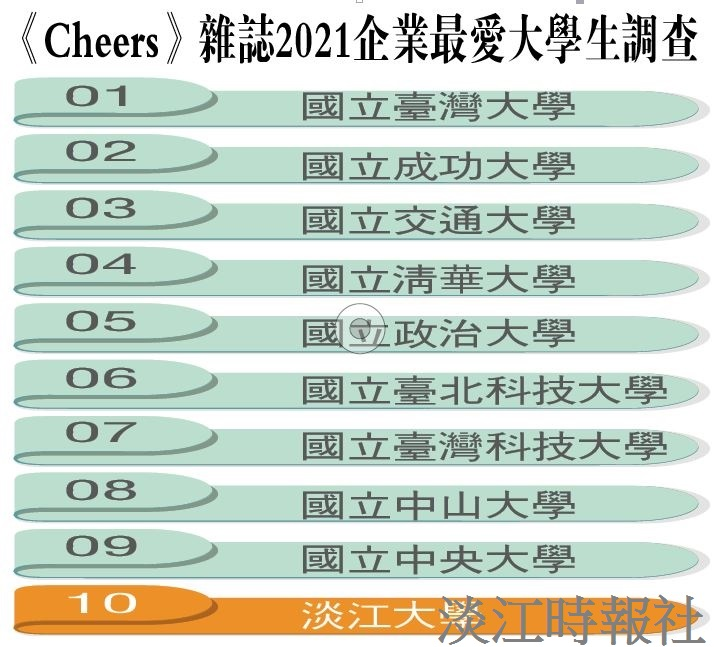 《Cheers》雜誌2021企業最愛大學生調查
01 國立臺灣大學
02 國立成功大學
03 國立交通大學
04 國立清華大學
05 國立政治大學
06 國立臺北科技大學
07 國立臺灣科技大學
08 國立中山大學
09 國立中央大學
10 淡江大學
淡江時報社